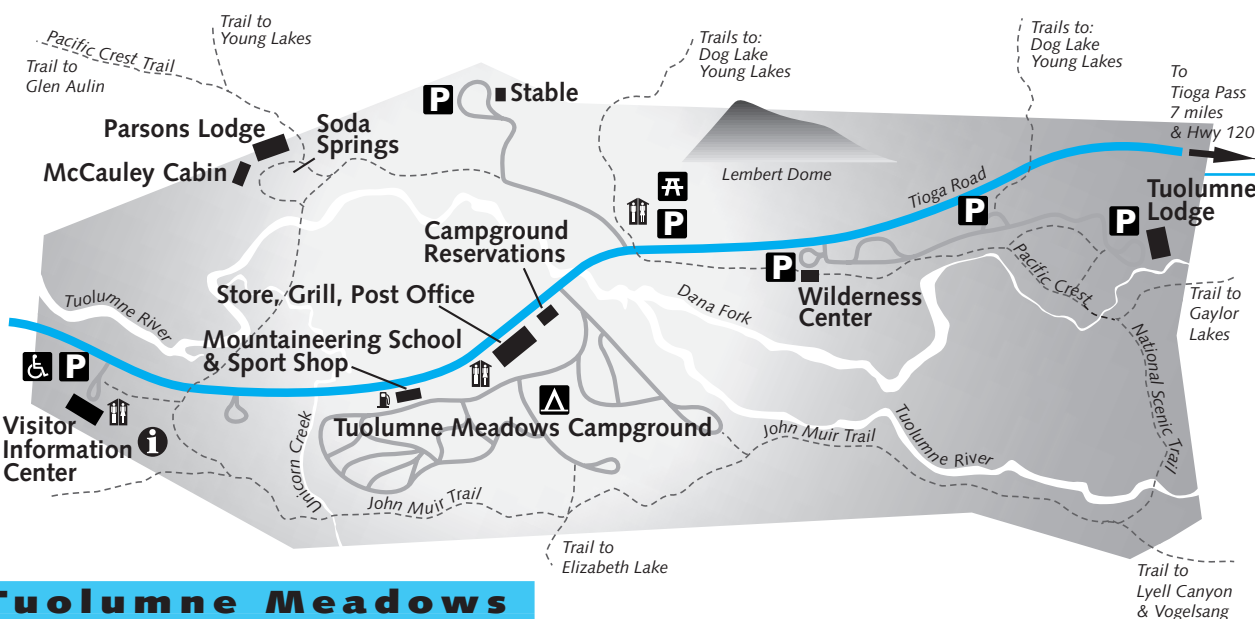 Trail to
Young Lakes
Pacific Crest Trail
Trail to
Glen Aulin
Trails to:
Dog Lake
Young Lakes
Trails to:
Dog Lake
Young Lakes
To
Tioga Pass
7 miles
& Hwy 120
P
Stable
Parsons Lodge
Soda
Springs
McCauley Cabin
Lembert Dome
Tioga Road
P
P
P
Tuolumne
Lodge
Campground
Reservations
Pacific Crest
P
Wilderness
Center
Store, Grill, Post Office
Dana Fork
Trail to
Gaylor
Lakes
Tuolumne River
Mountaineering School
& Sport Shop
National Scenic Trail
P
Visitor
Information
Center
i
Tuolumne Meadows Campground
John Muir Trail
Tuolumne River
Unicorn Creek
John Muir Trail
Trail to
Elizabeth Lake
Trail to
Lyell Canyon
& Vogelsang
Tuolumne Meadows